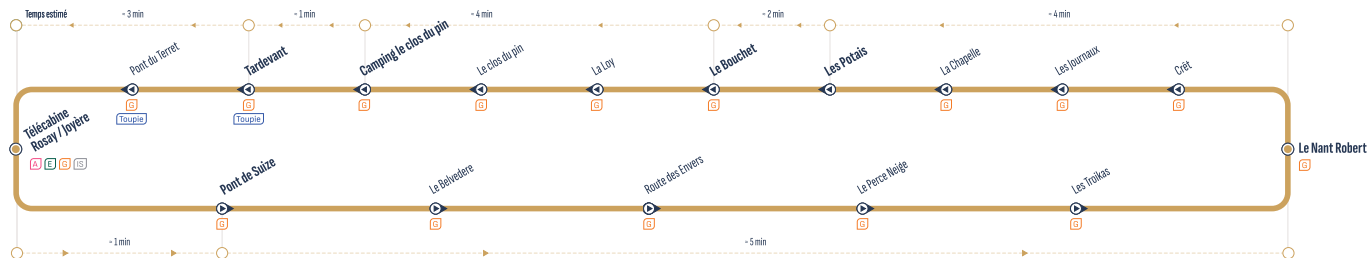 Temps estimé
~ 3 min
~ 1 min
~ 4 min
~ 2 min
~ 4 min
Pont du Terret
Tardevant
Camping le clos du pin
Le clos du pin
La Loy
Le Bouchet
Les Potais
La Chapelle
Les Journaux
Crêt
G
G
G
G
G
G
G
G
G
Toupie
Toupie
Télécabine
Rosay / Joyère
A E G IS
Le Nant Robert
G
Pont de Suize
Le Belvedere
Route des Envers
Le Perce Neige
Les Troikas
G
G
G
G
G
~ 1 min
~ 5 min